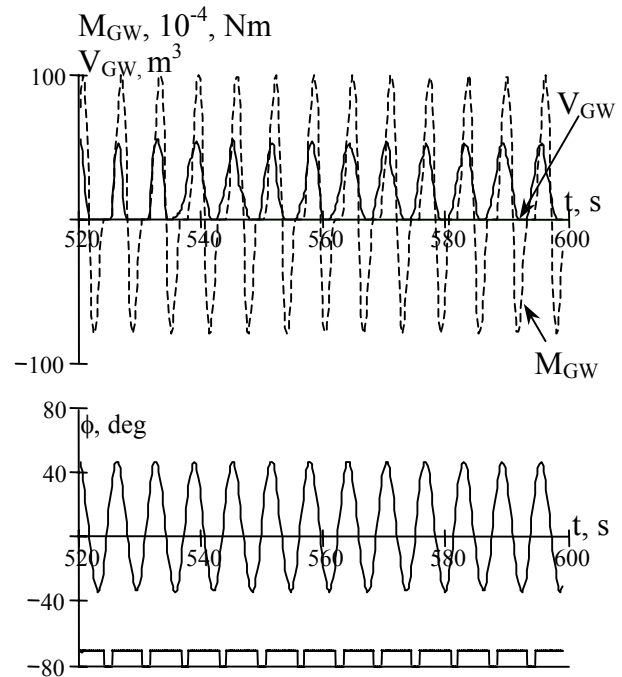 M_GW, 10^-4, Nm
V_GW, m^3
100
V_GW
t, s
520 540 560 580 600
−100
M_GW
80
ϕ, deg
40
t, s
520 540 560 580 600
−40
−80